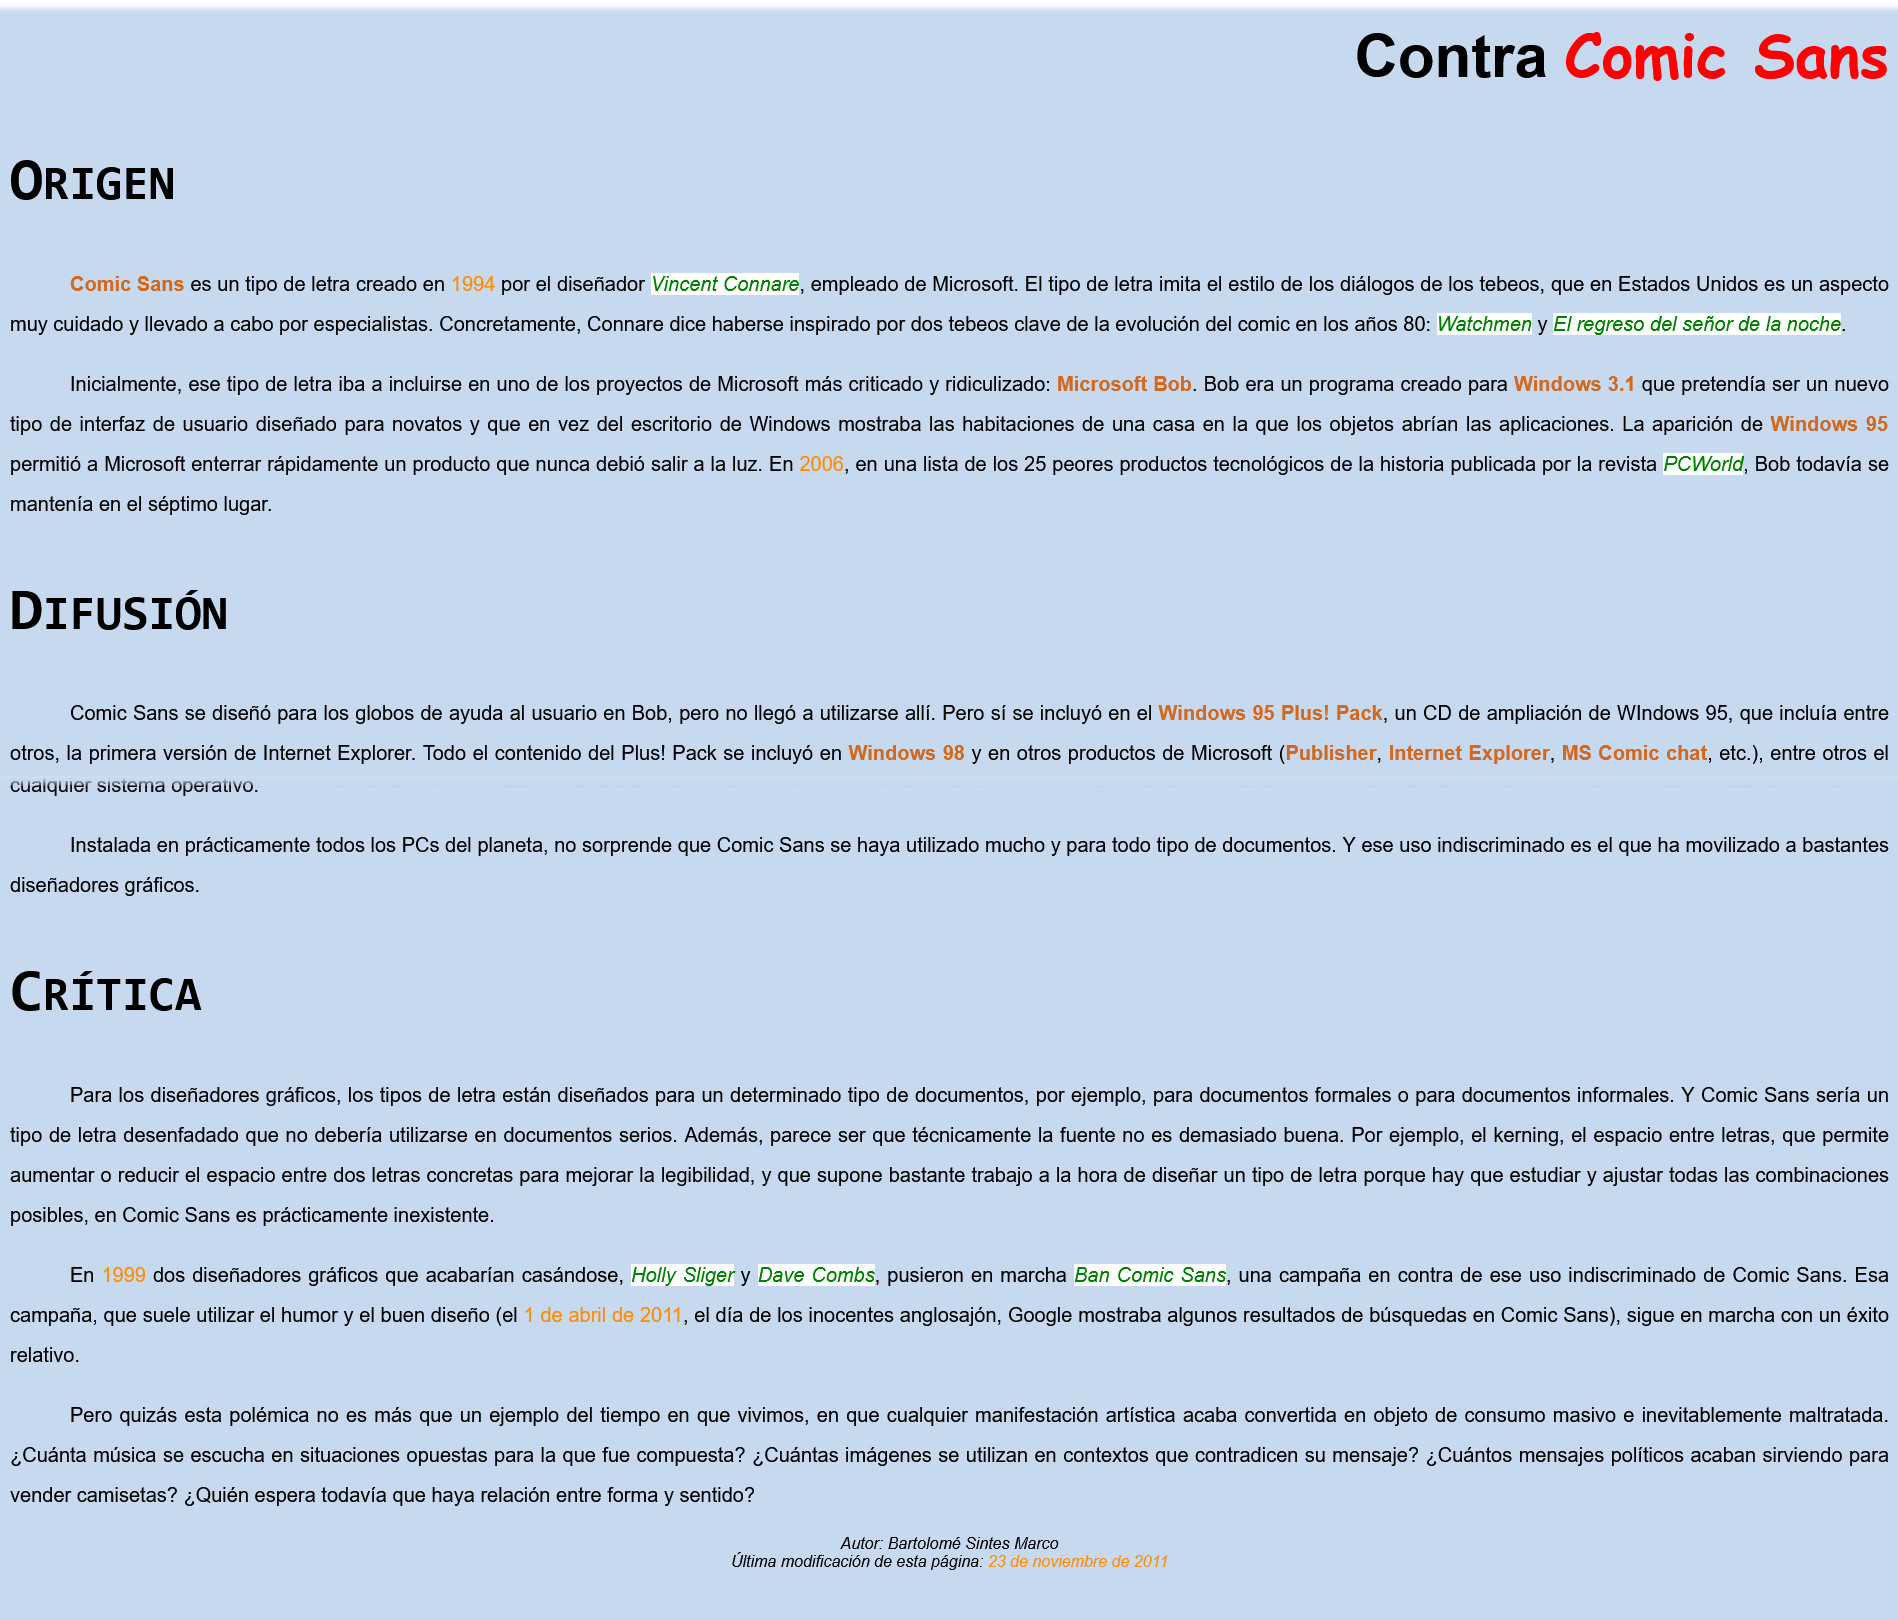 Contra Comic Sans
ORIGEN
Comic Sans es un tipo de letra creado en 1994 por el diseñador Vincent Connare, empleado de Microsoft. El tipo de letra imita el estilo de los diálogos de los tebeos, que en Estados Unidos es un aspecto
muy cuidado y llevado a cabo por especialistas. Concretamente, Connare dice haberse inspirado por dos tebeos clave de la evolución del comic en los años 80: Watchmen y El regreso del señor de la noche.
Inicialmente, ese tipo de letra iba a incluirse en uno de los proyectos de Microsoft más criticado y ridiculizado: Microsoft Bob. Bob era un programa creado para Windows 3.1 que pretendía ser un nuevo
tipo de interfaz de usuario diseñado para novatos y que en vez del escritorio de Windows mostraba las habitaciones de una casa en la que los objetos abrían las aplicaciones. La aparición de Windows 95
permitió a Microsoft enterrar rápidamente un producto que nunca debió salir a la luz. En 2006, en una lista de los 25 peores productos tecnológicos de la historia publicada por la revista PCWorld, Bob todavía se
mantenía en el séptimo lugar.
DIFUSIÓN
Comic Sans se diseñó para los globos de ayuda al usuario en Bob, pero no llegó a utilizarse allí. Pero sí se incluyó en el Windows 95 Plus! Pack, un CD de ampliación de WIndows 95, que incluía entre
otros, la primera versión de Internet Explorer. Todo el contenido del Plus! Pack se incluyó en Windows 98 y en otros productos de Microsoft (Publisher, Internet Explorer, MS Comic chat, etc.), entre otros el
cualquier sistema operativo.
Instalada en prácticamente todos los PCs del planeta, no sorprende que Comic Sans se haya utilizado mucho y para todo tipo de documentos. Y ese uso indiscriminado es el que ha movilizado a bastantes
diseñadores gráficos.
CRÍTICA
Para los diseñadores gráficos, los tipos de letra están diseñados para un determinado tipo de documentos, por ejemplo, para documentos formales o para documentos informales. Y Comic Sans sería un
tipo de letra desenfadado que no debería utilizarse en documentos serios. Además, parece ser que técnicamente la fuente no es demasiado buena. Por ejemplo, el kerning, el espacio entre letras, que permite
aumentar o reducir el espacio entre dos letras concretas para mejorar la legibilidad, y que supone bastante trabajo a la hora de diseñar un tipo de letra porque hay que estudiar y ajustar todas las combinaciones
posibles, en Comic Sans es prácticamente inexistente.
En 1999 dos diseñadores gráficos que acabarían casándose, Holly Sliger y Dave Combs, pusieron en marcha Ban Comic Sans, una campaña en contra de ese uso indiscriminado de Comic Sans. Esa
campaña, que suele utilizar el humor y el buen diseño (el 1 de abril de 2011, el día de los inocentes anglosajón, Google mostraba algunos resultados de búsquedas en Comic Sans), sigue en marcha con un éxito
relativo.
Pero quizás esta polémica no es más que un ejemplo del tiempo en que vivimos, en que cualquier manifestación artística acaba convertida en objeto de consumo masivo e inevitablemente maltratada.
¿Cuánta música se escucha en situaciones opuestas para la que fue compuesta? ¿Cuántas imágenes se utilizan en contextos que contradicen su mensaje? ¿Cuántos mensajes políticos acaban sirviendo para
vender camisetas? ¿Quién espera todavía que haya relación entre forma y sentido?
Autor: Bartolomé Sintes Marco
Última modificación de esta página: 23 de noviembre de 2011